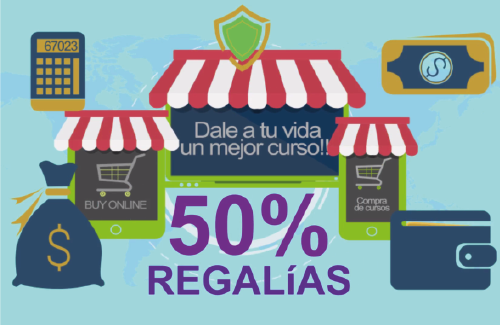 67023
Dale a tu vida
un mejor curso!!
BUY ONLINE
Compra
de cursos
$
$
50%
REGALíAS